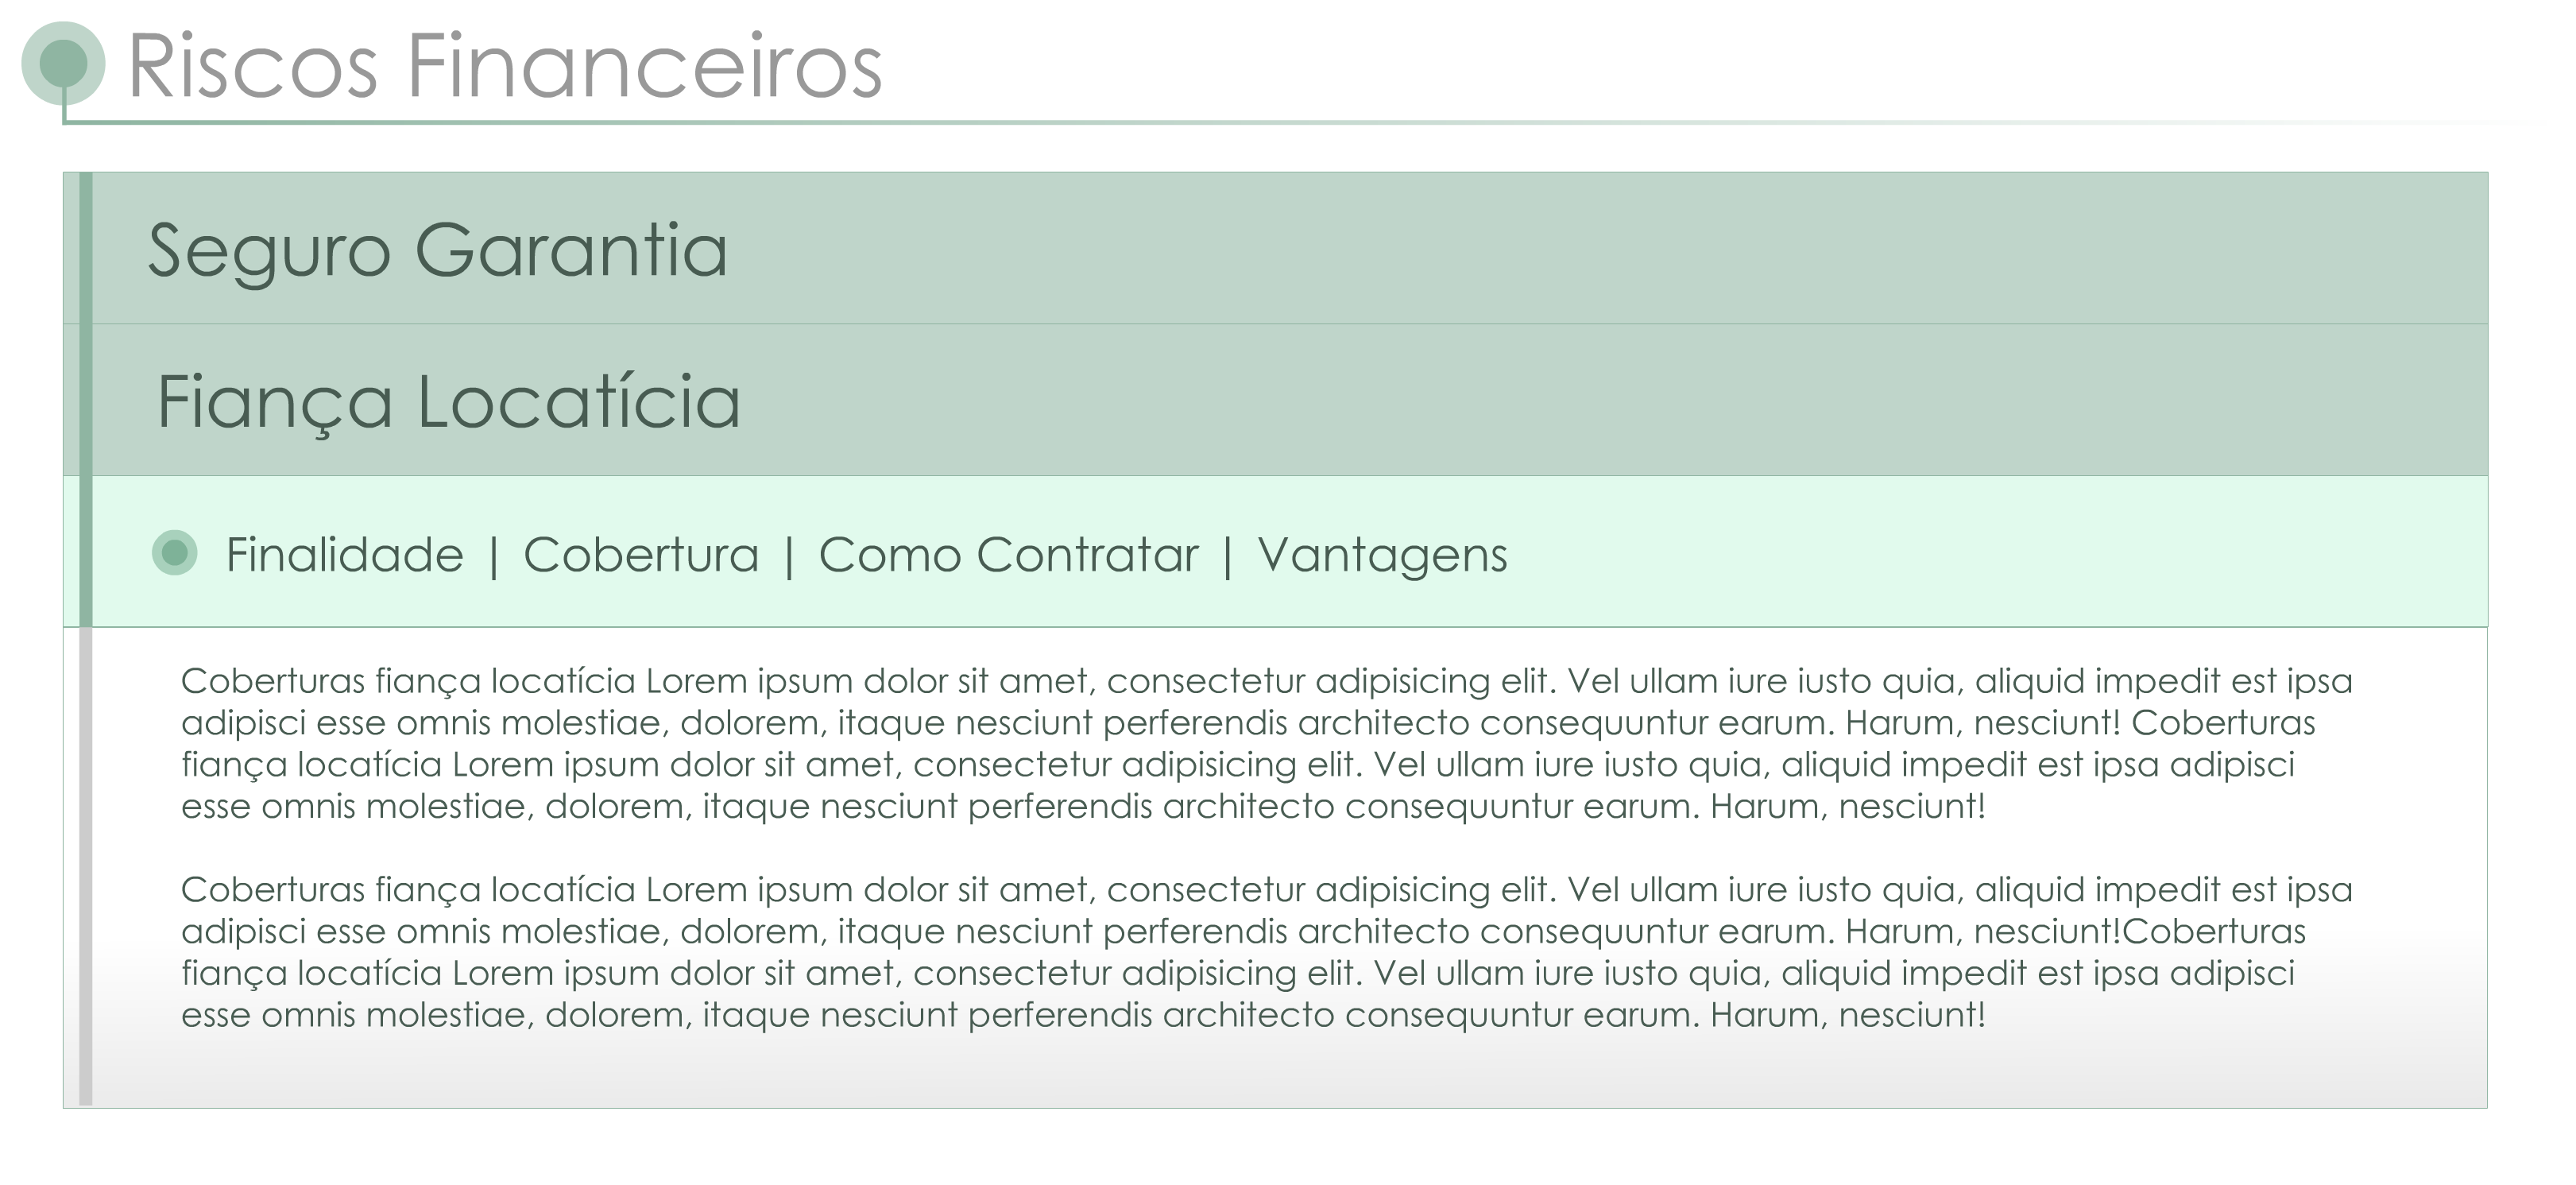 Riscos Financeiros
Seguro Garantia
Fiança Locatícia
Finalidade | Cobertura | Como Contratar | Vantagens
Coberturas fiança locatícia Lorem ipsum dolor sit amet, consectetur adipisicing elit. Vel ullam iure iusto quia, aliquid impedit est ipsa
adipisci esse omnis molestiae, dolorem, itaque nesciunt perferendis architecto consequuntur earum. Harum, nesciunt! Coberturas
fiança locatícia Lorem ipsum dolor sit amet, consectetur adipisicing elit. Vel ullam iure iusto quia, aliquid impedit est ipsa adipisci
esse omnis molestiae, dolorem, itaque nesciunt perferendis architecto consequuntur earum. Harum, nesciunt!
Coberturas fiança locatícia Lorem ipsum dolor sit amet, consectetur adipisicing elit. Vel ullam iure iusto quia, aliquid impedit est ipsa
adipisci esse omnis molestiae, dolorem, itaque nesciunt perferendis architecto consequuntur earum. Harum, nesciunt!Coberturas
fiança locatícia Lorem ipsum dolor sit amet, consectetur adipisicing elit. Vel ullam iure iusto quia, aliquid impedit est ipsa adipisci
esse omnis molestiae, dolorem, itaque nesciunt perferendis architecto consequuntur earum. Harum, nesciunt!